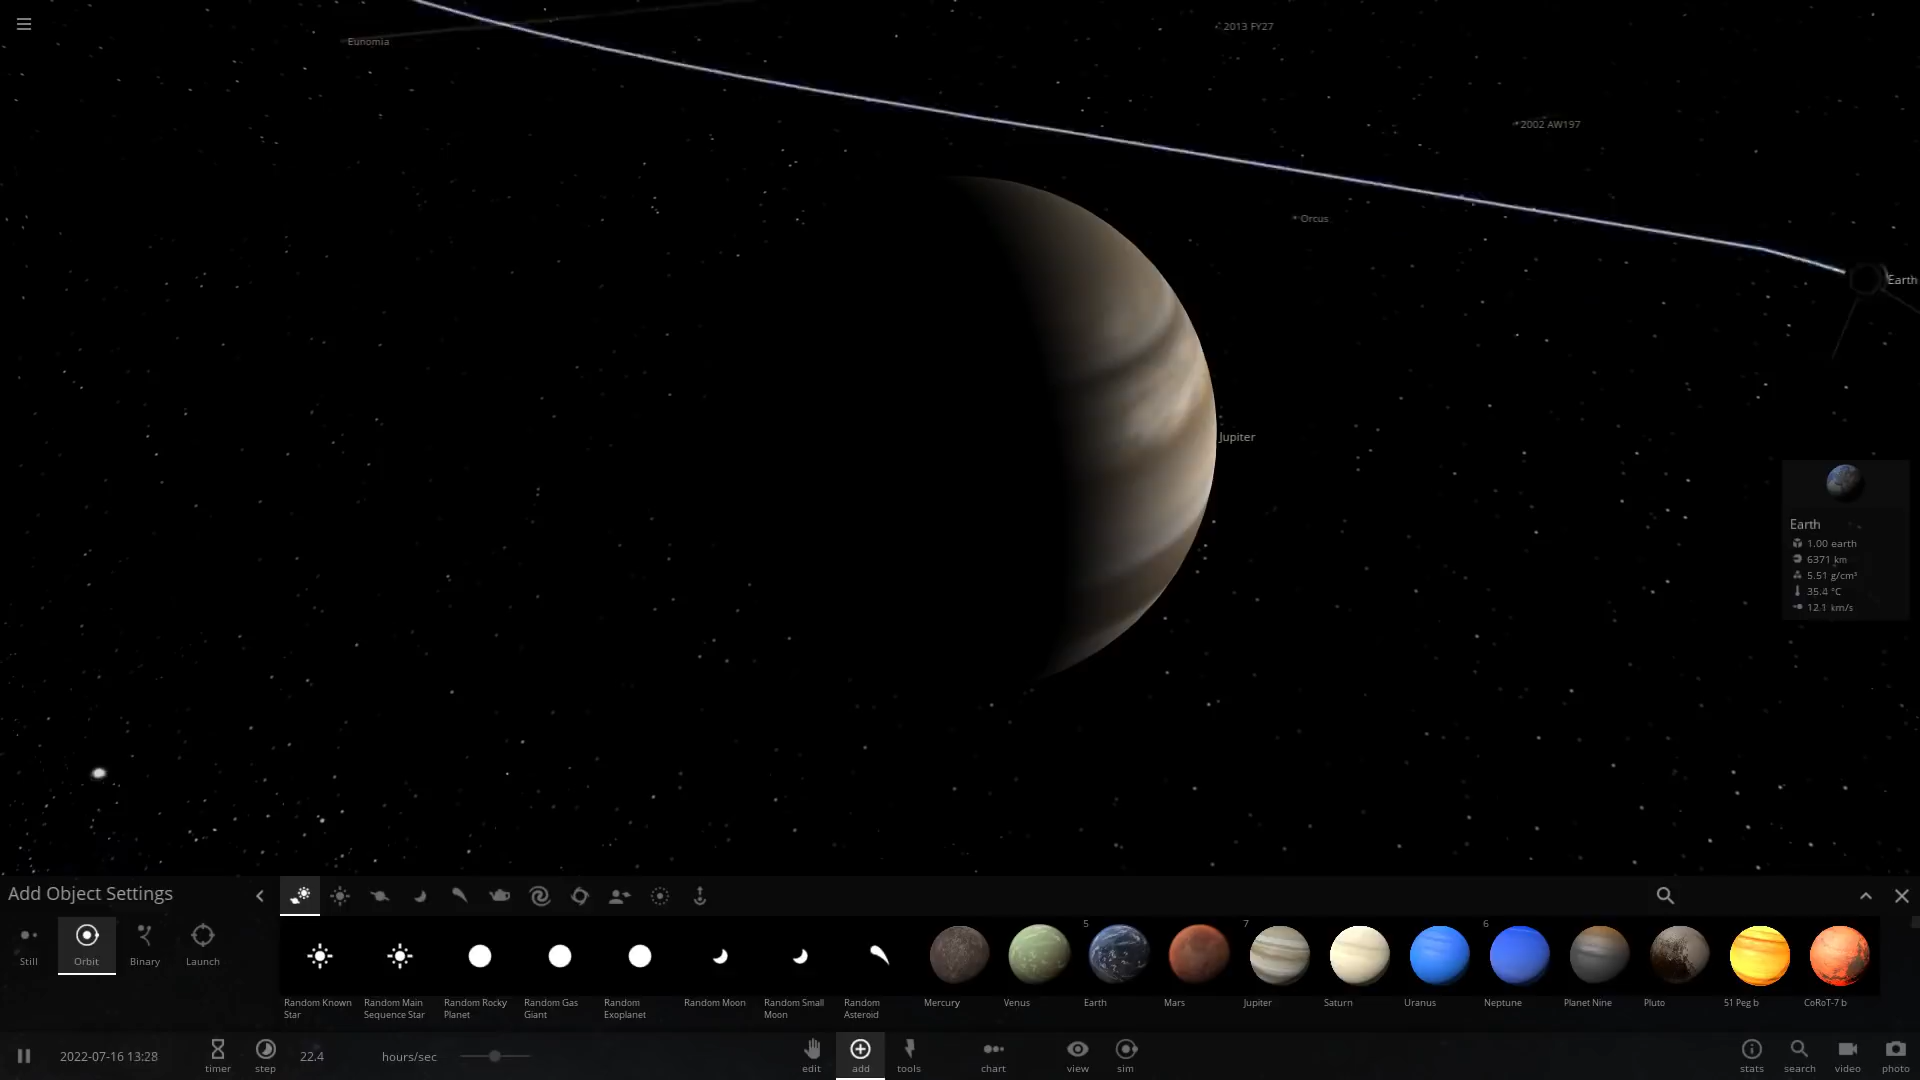 Eunomia
2013 FY27
2002 AW197
Orcus
Earth
Jupiter
Earth
1.00 earth
6371 km
5.51 g/cm³
35.4 °C
12.1 km/s
Add Object Settings
Still
Orbit
Binary
Launch
5
7
6
Random Known
Star
Random Main
Sequence Star
Random Rocky
Planet
Random Gas
Giant
Random
Exoplanet
Random Moon
Random Small
Moon
Random
Asteroid
Mercury
Venus
Earth
Mars
Jupiter
Saturn
Uranus
Neptune
Planet Nine
Pluto
51 Peg b
CoRoT-7 b
2022-07-16 13:28
timer
step
22.4
hours/sec
edit
add
tools
chart
view
sim
stats
search
video
photo